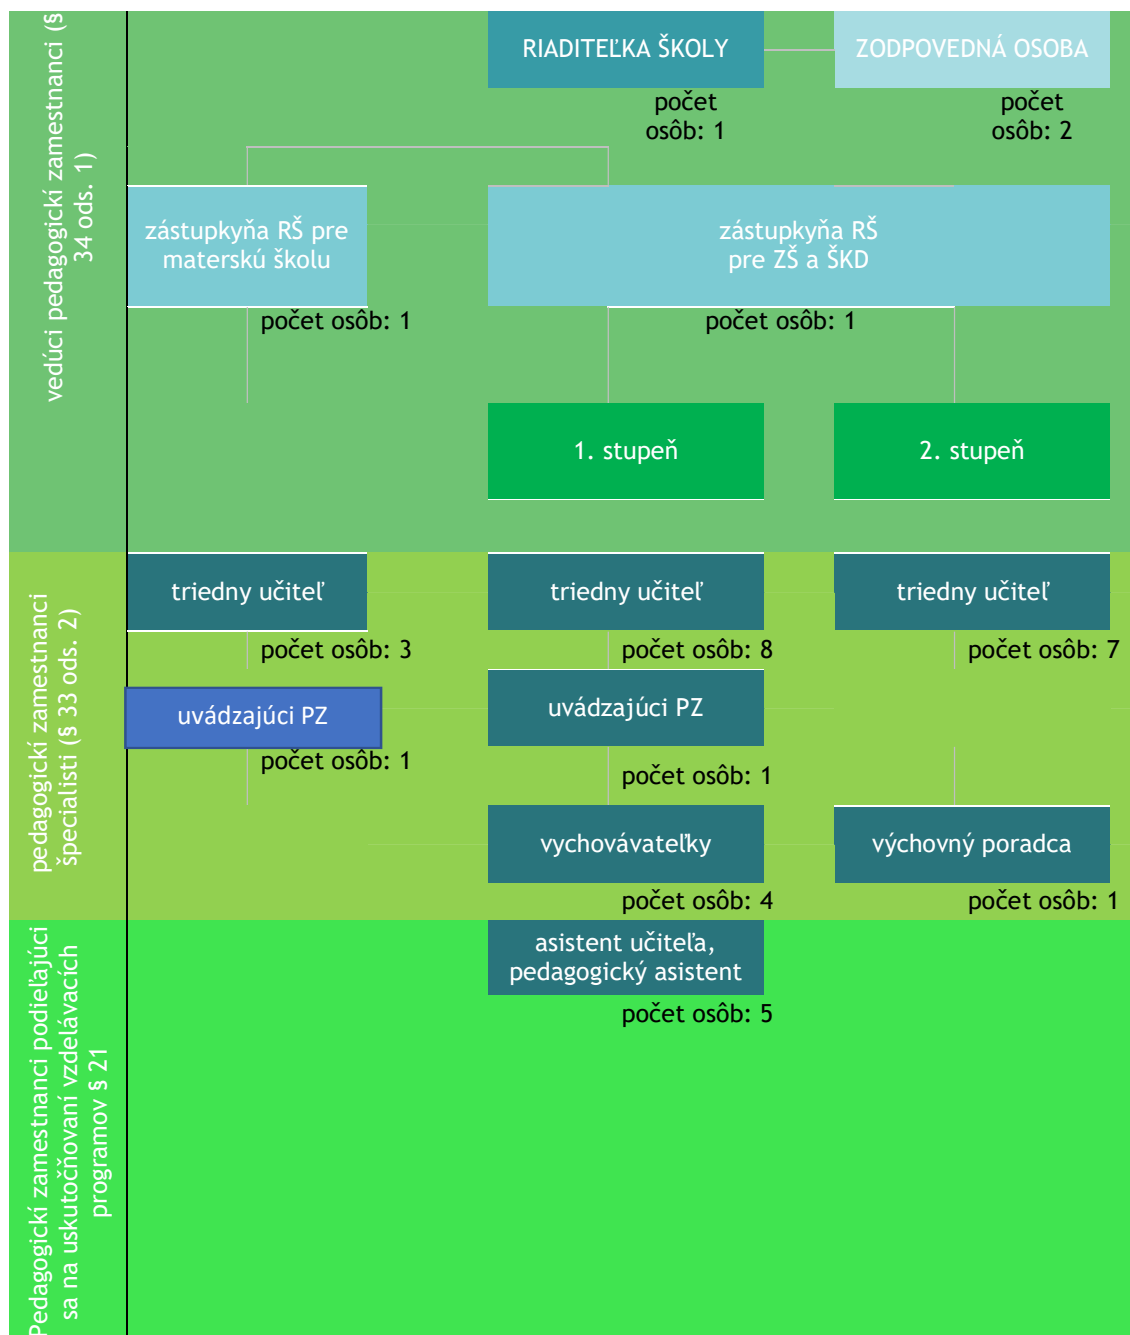 vedúci pedagogickí zamestnanci (§
34 ods. 1)
RIADITEĽKA ŠKOLY
ZODPOVEDNÁ OSOBA
počet
osôb: 1
počet
osôb: 2
zástupkyňa RŠ pre
materskú školu
zástupkyňa RŠ
pre ZŠ a ŠKD
počet osôb: 1
počet osôb: 1
1. stupeň
2. stupeň
pedagogickí zamestnanci
špecialisti (§ 33 ods. 2)
triedny učiteľ
triedny učiteľ
triedny učiteľ
počet osôb: 3
počet osôb: 8
počet osôb: 7
uvádzajúci PZ
uvádzajúci PZ
počet osôb: 1
počet osôb: 1
vychovávateľky
výchovný poradca
počet osôb: 4
počet osôb: 1
Pedagogickí zamestnanci podieľajúci
sa na uskutočňovaní vzdelávacích
programov § 21
asistent učiteľa,
pedagogický asistent
počet osôb: 5